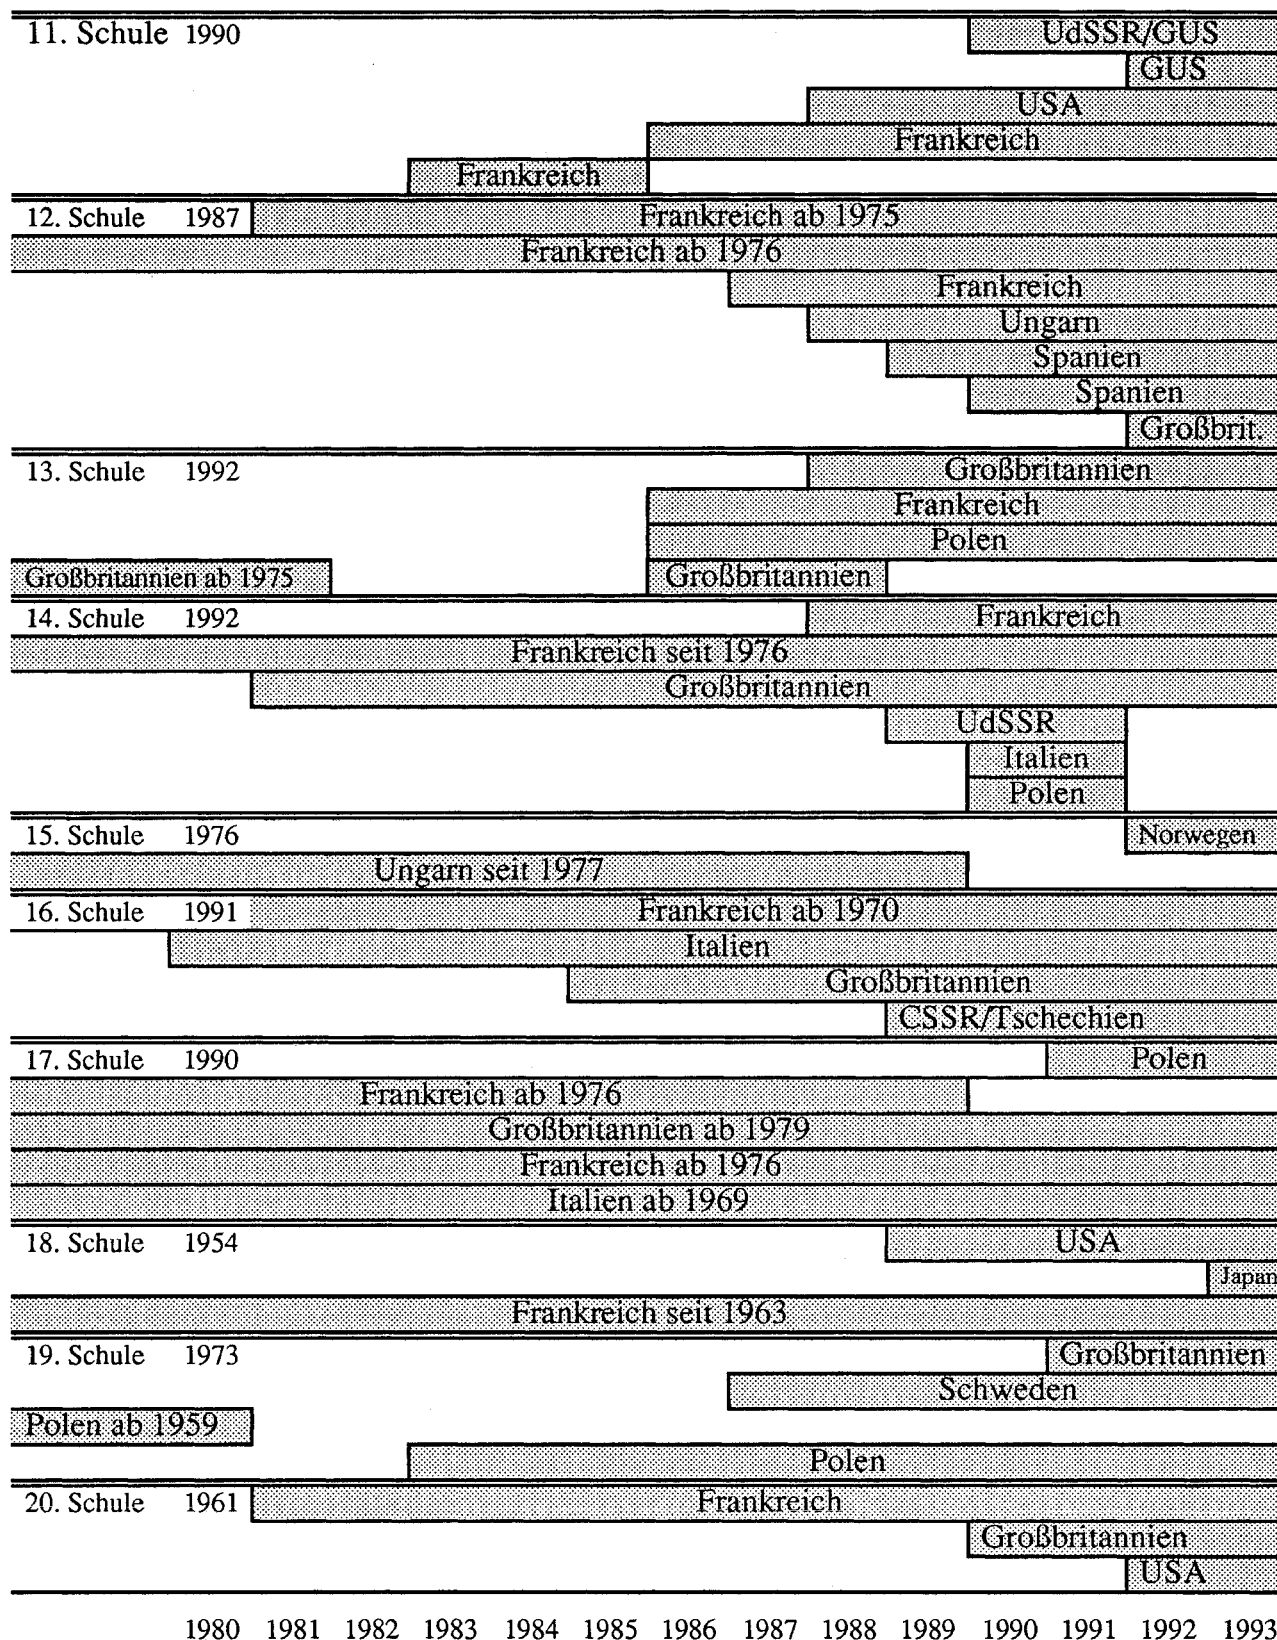 11. Schule 1990 UdSSR/GUS
GUS
USA
Frankreich
Frankreich
12. Schule 1987 Frankreich ab 1975
Frankreich ab 1976
Frankreich
Ungarn
Spanien
Spanien
Großbrit.
13. Schule 1992 Großbritannien
Frankreich
Polen
Großbritannien ab 1975 Großbritannien
14. Schule 1992 Frankreich
Frankreich seit 1976
Großbritannien
UdSSR
Italien
Polen
15. Schule 1976 Norwegen
Ungarn seit 1977
16. Schule 1991 Frankreich ab 1970
Italien
Großbritannien
CSSR/Tschechien
17. Schule 1990 Polen
Frankreich ab 1976
Großbritannien ab 1979
Frankreich ab 1976
Italien ab 1969
18. Schule 1954 USA
Japan
Frankreich seit 1963
19. Schule 1973 Großbritannien
Schweden
Polen ab 1959
Polen
20. Schule 1961 Frankreich
Großbritannien
USA
1980 1981 1982 1983 1984 1985 1986 1987 1988 1989 1990 1991 1992 1993